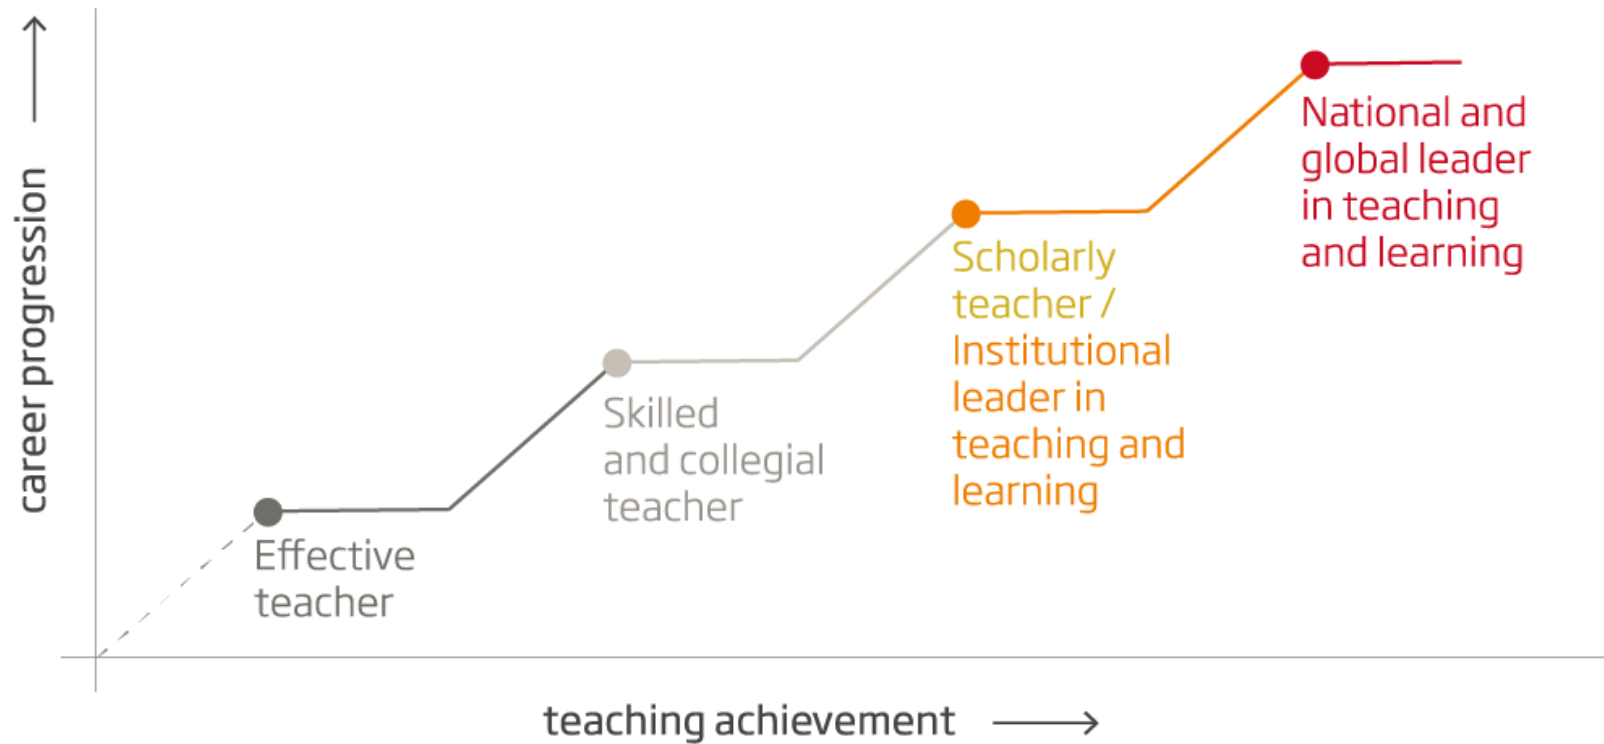 career progression
National and
global leader
in teaching
and learning
Scholarly
teacher /
Institutional
leader in
teaching and
learning
Skilled
and collegial
teacher
Effective
teacher
teaching achievement